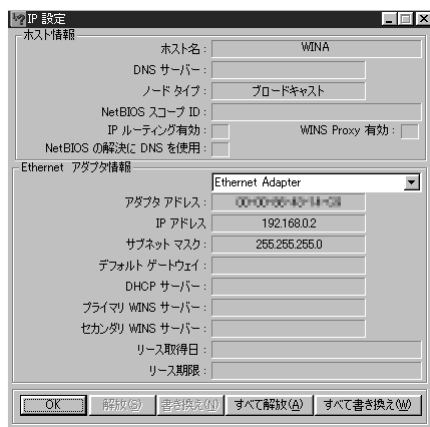 IP 設定
ホスト情報
ホスト名 : WINA
DNS サーバー :
ノード タイプ : ブロードキャスト
NetBIOS スコープ ID :
IP ルーティング有効 : WINS Proxy 有効 :
NetBIOS の解決に DNS を使用 :
Ethernet アダプタ情報
Ethernet Adapter
アダプタ アドレス :
IP アドレス 192.168.0.2
サブネット マスク : 255.255.255.0
デフォルト ゲートウェイ :
DHCP サーバー :
プライマリ WINS サーバー :
セカンダリ WINS サーバー :
リース取得日 :
リース期限 :
OK 解放(S) 書き換え(N) すべて解放(A) すべて書き換え(W)